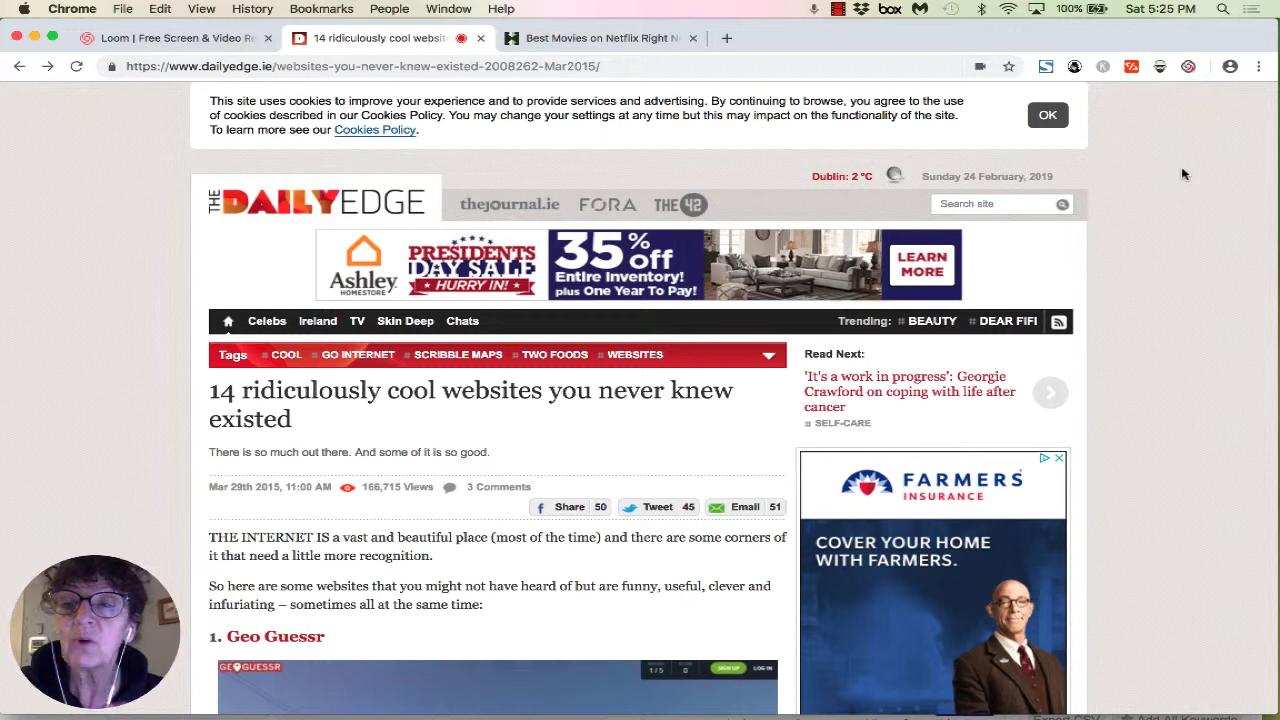 Chrome File Edit View History Bookmarks People Window Help box 100% Sat 5:25 PM
Loom | Free Screen & Video Re × 14 ridiculously cool websit × Best Movies on Netflix Right N × +
https://www.dailyedge.ie/websites-you-never-knew-existed-2008262-Mar2015/
This site uses cookies to improve your experience and to provide services and advertising. By continuing to browse, you agree to the use
of cookies described in our Cookies Policy. You may change your settings at any time but this may impact on the functionality of the site.
To learn more see our Cookies Policy.
OK
Dublin: 2 °C Sunday 24 February, 2019
THE DAILYEDGE thejournal.ie FORA THE 42
Search site
Ashley HOMESTORE
PRESIDENTS DAY SALE HURRY IN!
35% off
Entire Inventory!
plus One Year To Pay!
LEARN MORE
Celebs Ireland TV Skin Deep Chats Trending: # BEAUTY # DEAR FIFI
Tags # COOL # GO INTERNET # SCRIBBLE MAPS # TWO FOODS # WEBSITES
14 ridiculously cool websites you never knew
existed
There is so much out there. And some of it is so good.
Mar 29th 2015, 11:00 AM 166,715 Views 3 Comments
Share 50 Tweet 45 Email 51
THE INTERNET IS a vast and beautiful place (most of the time) and there are some corners of
it that need a little more recognition.
So here are some websites that you might not have heard of but are funny, useful, clever and
infuriating – sometimes all at the same time:
1. Geo Guessr
GEOGUESSR 1/5 0 SIGN UP LOG IN
Read Next:
'It's a work in progress': Georgie
Crawford on coping with life after
cancer
# SELF-CARE
FARMERS
INSURANCE
COVER YOUR HOME
WITH FARMERS.